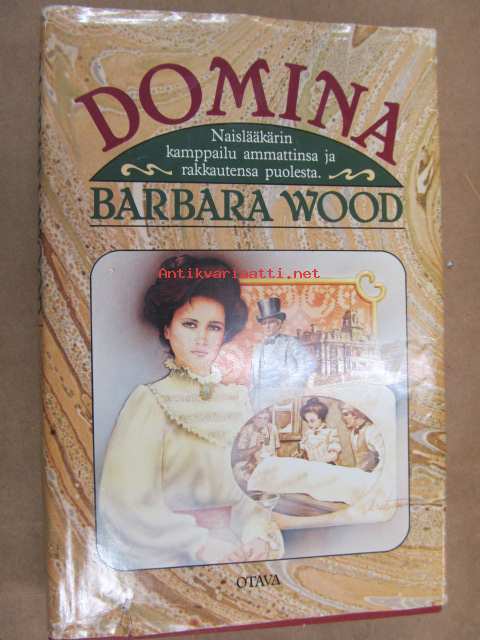 DOMINA
Naislääkärin
kamppailu ammattinsa ja
rakkautensa puolesta.
BARBARA WOOD
Antikvariaatti.net
OTAVA